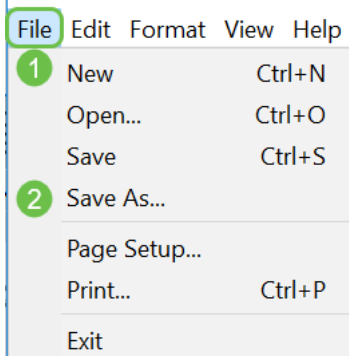 File Edit Format View Help
1 New Ctrl+N
Open... Ctrl+O
Save Ctrl+S
2 Save As...
Page Setup...
Print... Ctrl+P
Exit